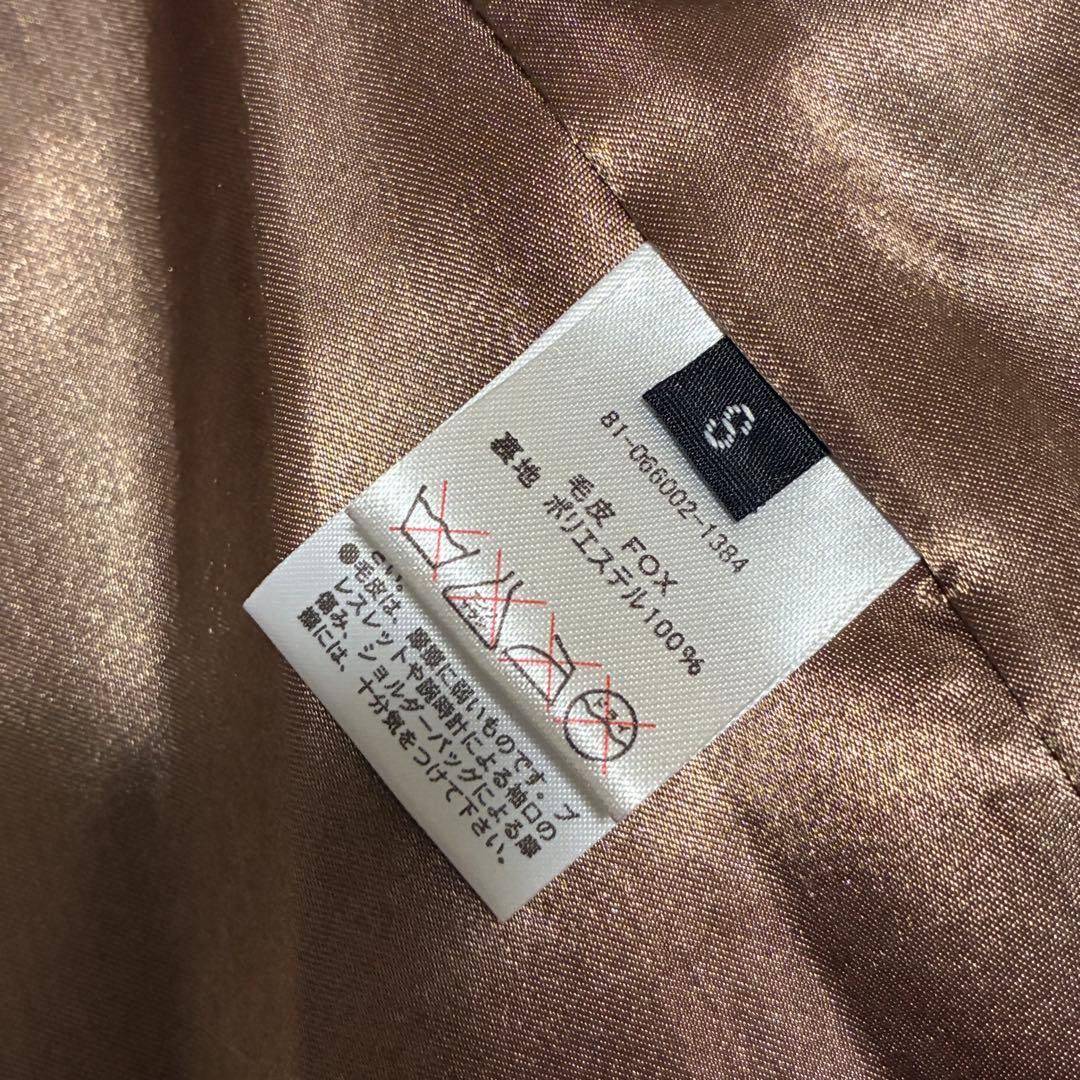 S
81-066002-1384
毛皮 FOX
裏地 ポリエステル100%
さい。
●毛皮は、摩擦に弱いものです。ブ
レスレットや腕時計による袖口の
傷み、ショルダーバッグによる摩
擦には、十分気をつけて下さい。